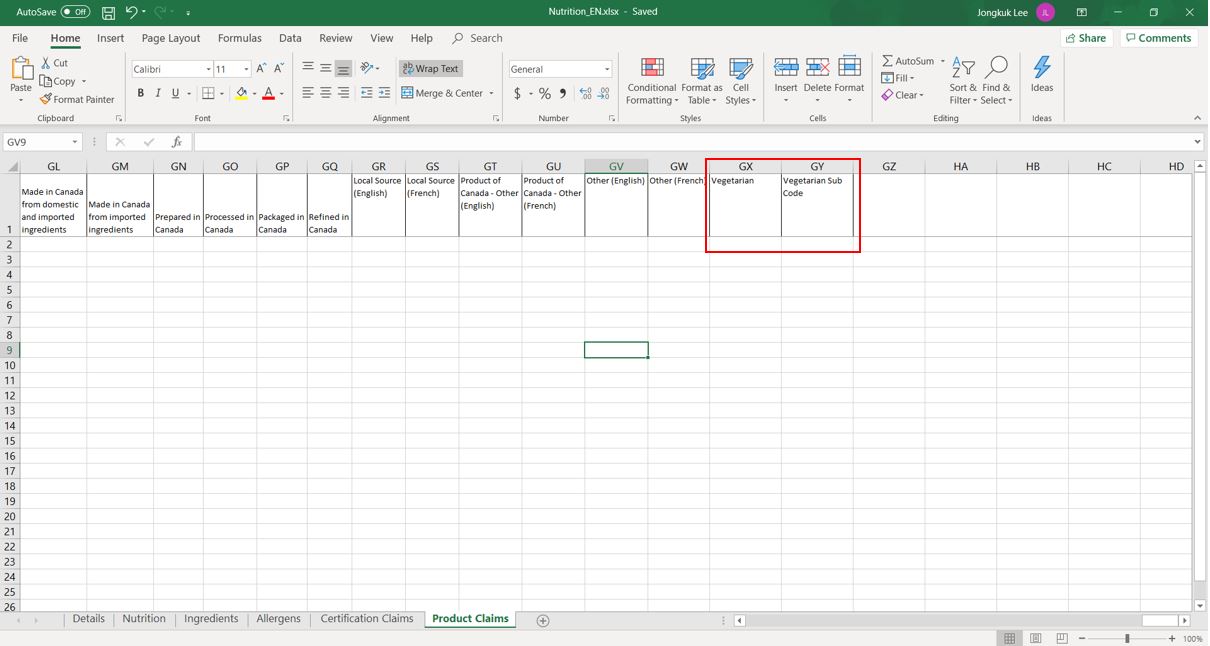 AutoSave Off Nutrition_EN.xlsx - Saved Jongkuk Lee JL
File Home Insert Page Layout Formulas Data Review View Help Search Share Comments
Paste
Cut
Copy
Format Painter
Clipboard
Calibri 11 A^ Aˇ
B I U A
Font
ab Wrap Text
Merge & Center
Alignment
General
$ % 9
Number
Conditional Formatting
Format as Table
Cell Styles
Styles
Insert Delete Format
Cells
AutoSum
Fill
Clear
Sort & Filter
Find & Select
Editing
Ideas
Ideas
GV9 fx
GL GM GN GO GP GQ GR GS GT GU GV GW GX GY GZ HA HB HC HD
1
Made in Canada
from domestic
and imported
ingredients
Made in Canada
from imported
ingredients
Prepared in
Canada
Processed in
Canada
Packaged in
Canada
Refined in
Canada
Local Source
(English)
Local Source
(French)
Product of
Canada - Other
(English)
Product of
Canada - Other
(French)
Other (English)
Other (French)
Vegetarian
Vegetarian Sub
Code
2
3
4
5
6
7
8
9
10
11
12
13
14
15
16
17
18
19
20
21
22
23
24
25
26
Details Nutrition Ingredients Allergens Certification Claims Product Claims
100%